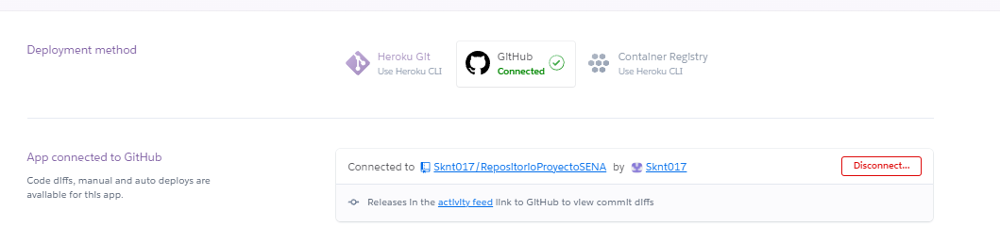 Deployment method
Heroku Git
Use Heroku CLI
GitHub
Connected
Container Registry
Use Heroku CLI
App connected to GitHub
Code diffs, manual and auto deploys are
available for this app.
Connected to Sknt017/RepositorioProyectoSENA by Sknt017
Disconnect...
Releases in the activity feed link to GitHub to view commit diffs